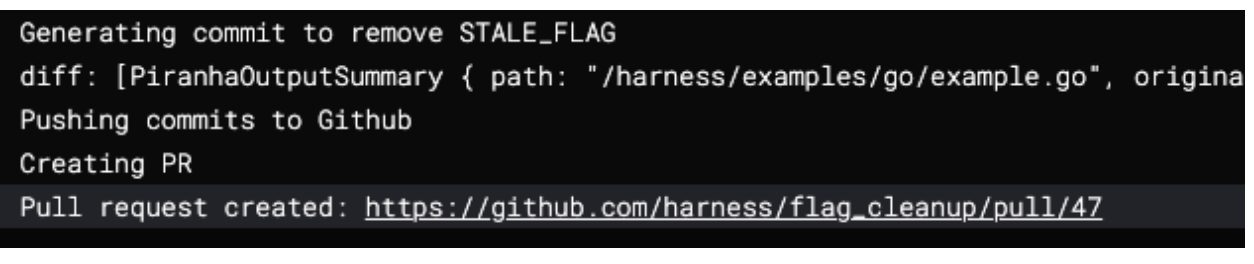 Generating commit to remove STALE_FLAG
diff: [PiranhaOutputSummary { path: "/harness/examples/go/example.go", origina
Pushing commits to Github
Creating PR
Pull request created: https://github.com/harness/flag_cleanup/pull/47